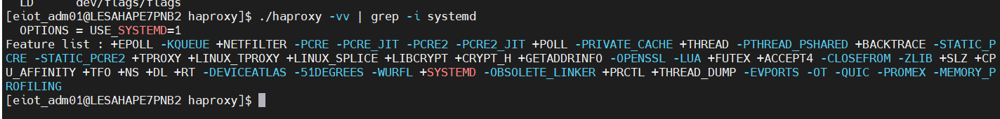 LD      dev/flags/flags
[eiot_adm01@LESAHAPE7PNB2 haproxy]$ ./haproxy -vv | grep -i systemd
  OPTIONS = USE_SYSTEMD=1
Feature list : +EPOLL -KQUEUE +NETFILTER -PCRE -PCRE_JIT -PCRE2 -PCRE2_JIT +POLL -PRIVATE_CACHE +THREAD -PTHREAD_PSHARED +BACKTRACE -STATIC_P
CRE -STATIC_PCRE2 +TPROXY +LINUX_TPROXY +LINUX_SPLICE +LIBCRYPT +CRYPT_H +GETADDRINFO -OPENSSL -LUA +FUTEX +ACCEPT4 -CLOSEFROM -ZLIB +SLZ +CP
U_AFFINITY +TFO +NS +DL +RT -DEVICEATLAS -51DEGREES -WURFL +SYSTEMD -OBSOLETE_LINKER +PRCTL +THREAD_DUMP -EVPORTS -OT -QUIC -PROMEX -MEMORY_P
ROFILING
[eiot_adm01@LESAHAPE7PNB2 haproxy]$